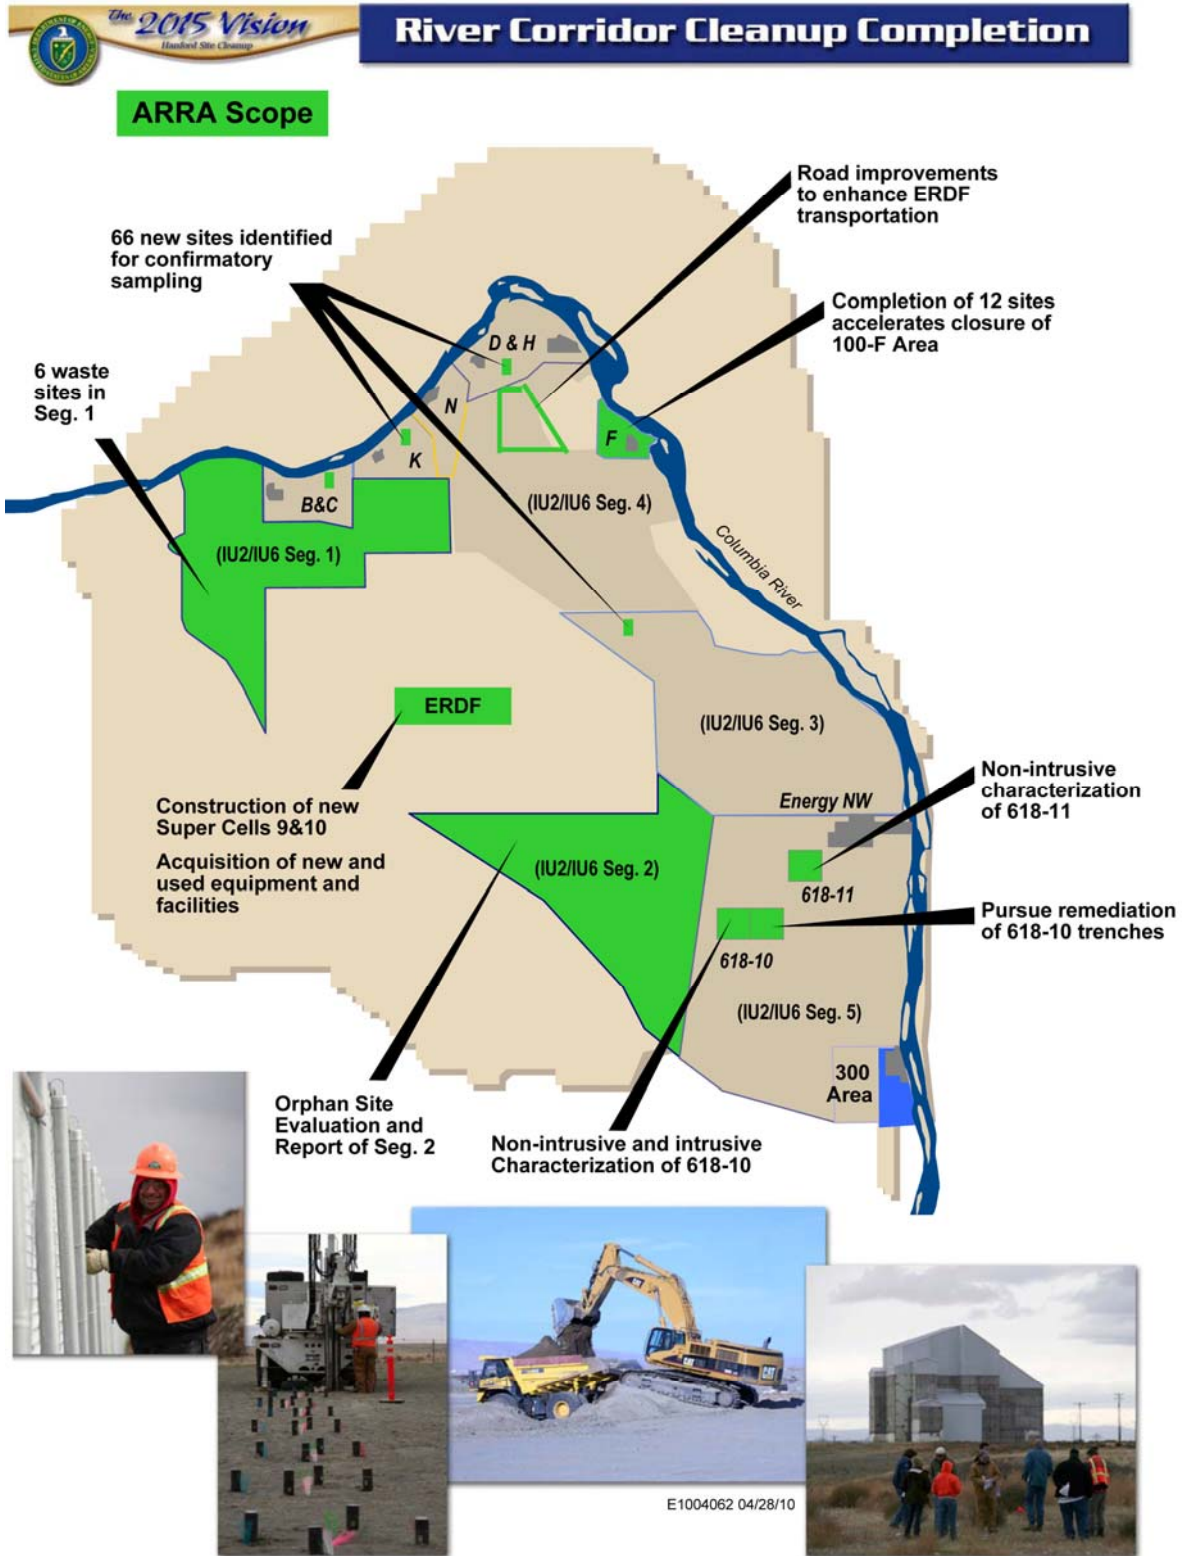 The
2015 Vision
Hanford Site Cleanup
River Corridor Cleanup Completion
ARRA Scope
Road improvements
to enhance ERDF
transportation
66 new sites identified
for confirmatory
sampling
Completion of 12 sites
accelerates closure of
100-F Area
D & H
6 waste
sites in
Seg. 1
N
F
K
B&C
(IU2/IU6 Seg. 4)
(IU2/IU6 Seg. 1)
Columbia River
ERDF
(IU2/IU6 Seg. 3)
Non-intrusive
characterization
of 618-11
Energy NW
Construction of new
Super Cells 9&10
Acquisition of new and
used equipment and
facilities
(IU2/IU6 Seg. 2)
618-11
Pursue remediation
of 618-10 trenches
618-10
(IU2/IU6 Seg. 5)
300
Area
Orphan Site
Evaluation and
Report of Seg. 2
Non-intrusive and intrusive
Characterization of 618-10
CAT
CAT
E1004062 04/28/10